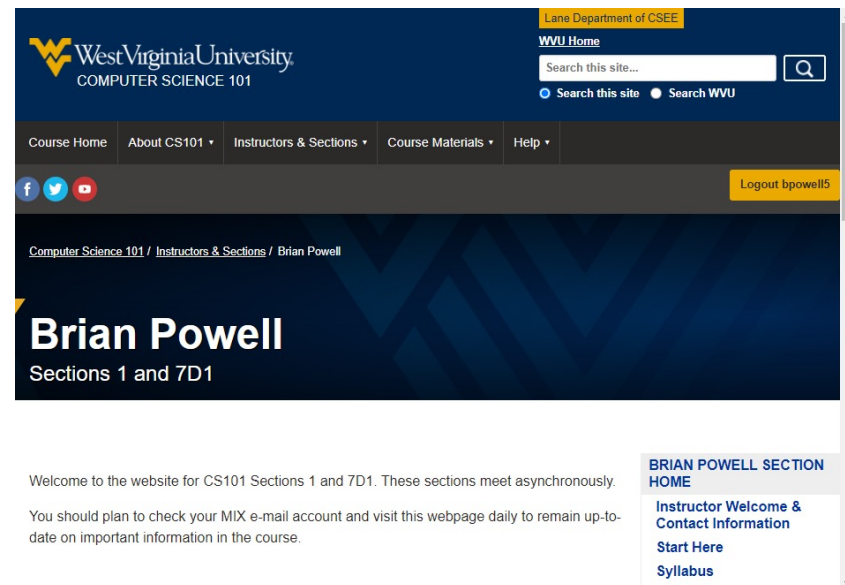 Lane Department of CSEE
WVU Home
West Virginia University.
COMPUTER SCIENCE 101
Search this site...
Search this site Search WVU
Course Home About CS101 Instructors & Sections Course Materials Help
Logout bpowell5
Computer Science 101 / Instructors & Sections / Brian Powell
Brian Powell
Sections 1 and 7D1
Welcome to the website for CS101 Sections 1 and 7D1. These sections meet asynchronously.
You should plan to check your MIX e-mail account and visit this webpage daily to remain up-to-
date on important information in the course.
BRIAN POWELL SECTION
HOME
Instructor Welcome &
Contact Information
Start Here
Syllabus